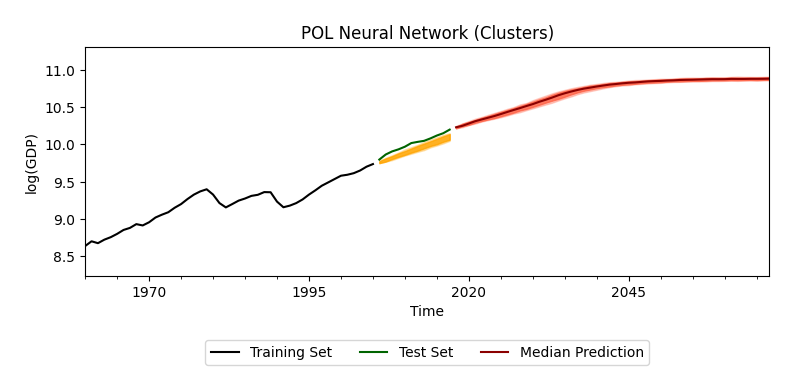 POL Neural Network (Clusters)
log(GDP)
11.0
10.5
10.0
9.5
9.0
8.5
1970 1995 2020 2045
Time
Training Set Test Set Median Prediction